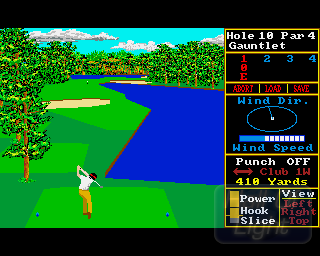 Hole 10 Par 4
Gauntlet
1 2 3 4
0
E
ABORT LOAD SAVE
Wind Dir.
Wind Speed
Punch OFF
Club 1W
410 Yards
Power View
Hook Left
Slice Right
Top
Light